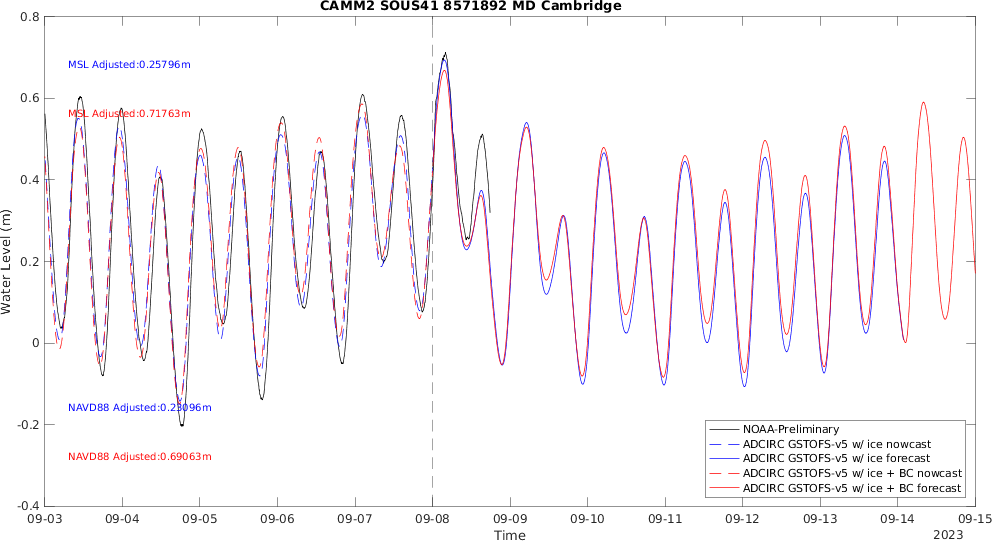 CAMM2 SOUS41 8571892 MD Cambridge
0.8
0.6
0.4
0.2
0
-0.2
-0.4
Water Level (m)
MSL Adjusted:0.25796m
MSL Adjusted:0.71763m
NAVD88 Adjusted:0.23096m
NAVD88 Adjusted:0.69063m
NOAA-Preliminary
ADCIRC GSTOFS-v5 w/ ice nowcast
ADCIRC GSTOFS-v5 w/ ice forecast
ADCIRC GSTOFS-v5 w/ ice + BC nowcast
ADCIRC GSTOFS-v5 w/ ice + BC forecast
09-03 09-04 09-05 09-06 09-07 09-08 09-09 09-10 09-11 09-12 09-13 09-14 09-15
Time
2023